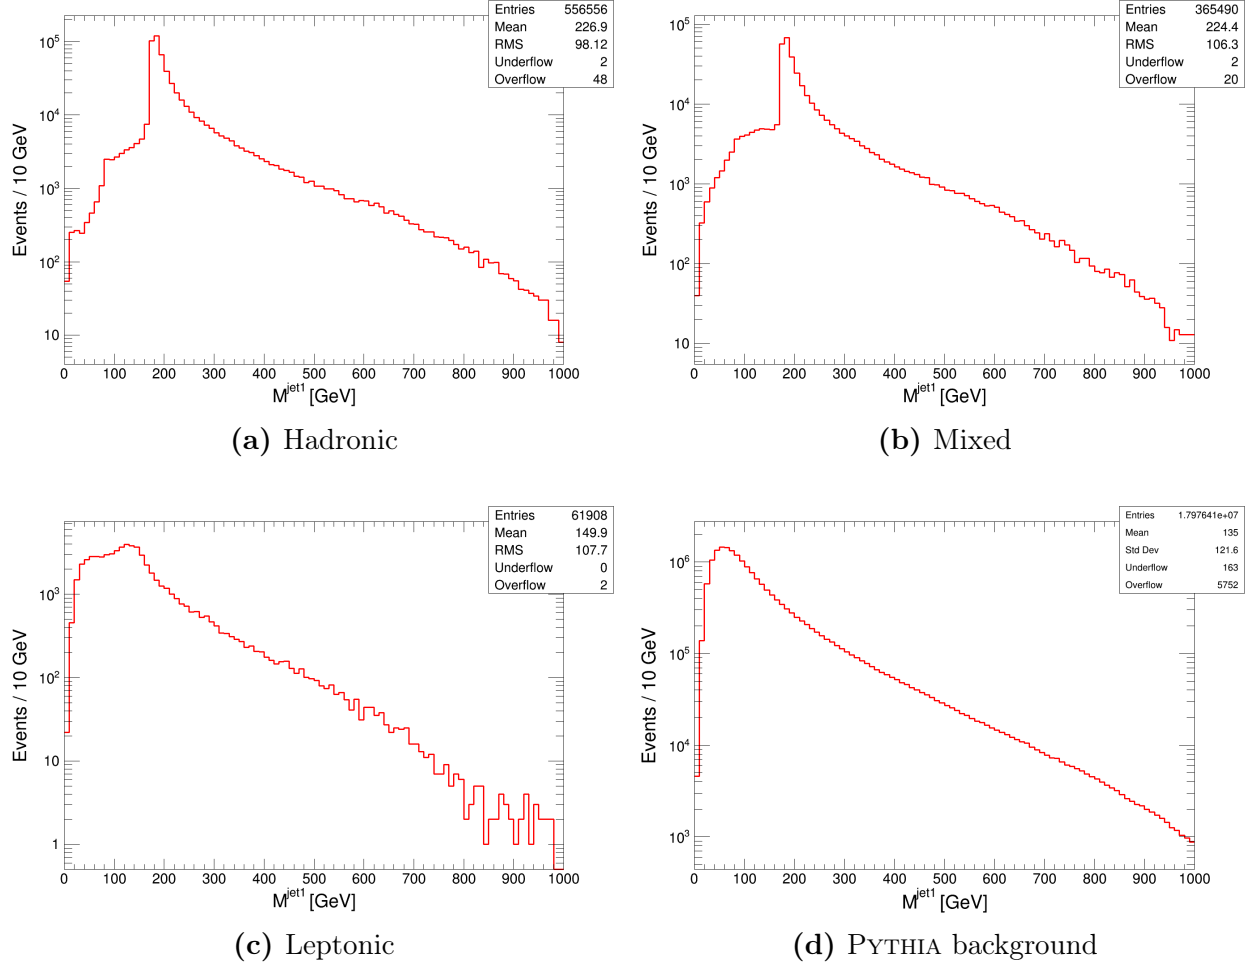 Entries 556556
Mean 226.9
RMS 98.12
Underflow 2
Overflow 48
Events / 10 GeV
10^5
10^4
10^3
10^2
10
0 100 200 300 400 500 600 700 800 900 1000
M^jet1 [GeV]
(a) Hadronic
Entries 365490
Mean 224.4
RMS 106.3
Underflow 2
Overflow 20
Events / 10 GeV
10^5
10^4
10^3
10^2
10
0 100 200 300 400 500 600 700 800 900 1000
M^jet1 [GeV]
(b) Mixed
Entries 61908
Mean 149.9
RMS 107.7
Underflow 0
Overflow 2
Events / 10 GeV
10^3
10^2
10
1
0 100 200 300 400 500 600 700 800 900 1000
M^jet1 [GeV]
(c) Leptonic
Entries 1.797641e+07
Mean 135
Std Dev 121.6
Underflow 163
Overflow 5752
Events / 10 GeV
10^6
10^5
10^4
10^3
0 100 200 300 400 500 600 700 800 900 1000
M^jet1 [GeV]
(d) PYTHIA background